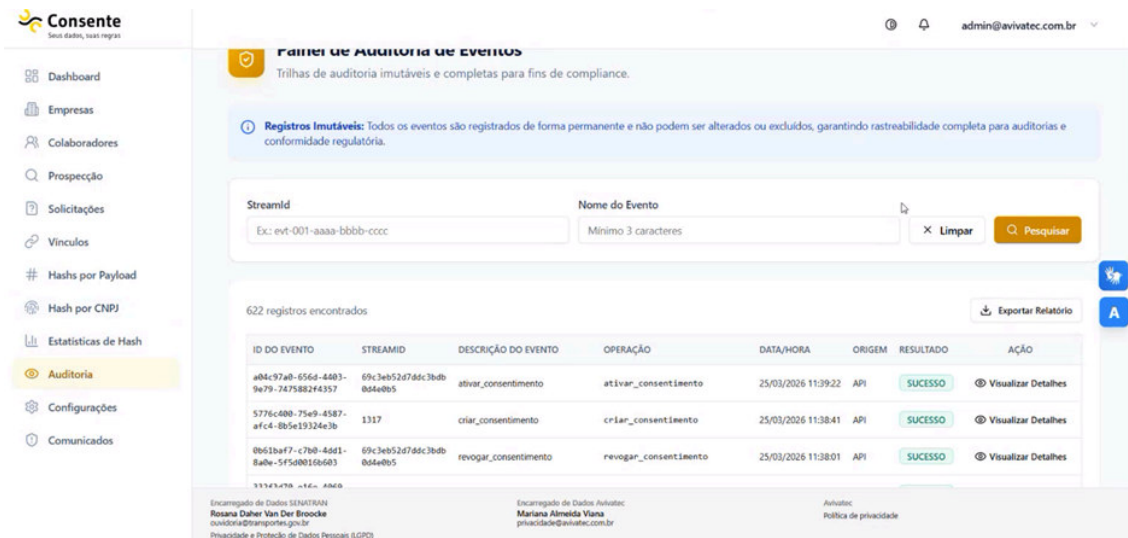 Consente
Seus dados, suas regras
admin@avivatec.com.br
Dashboard
Empresas
Colaboradores
Prospecção
Solicitações
Vínculos
Hashs por Payload
Hash por CNPJ
Estatísticas de Hash
Auditoria
Configurações
Comunicados
Painel de Auditoria de Eventos
Trilhas de auditoria imutáveis e completas para fins de compliance.
Registros Imutáveis: Todos os eventos são registrados de forma permanente e não podem ser alterados ou excluídos, garantindo rastreabilidade completa para auditorias e
conformidade regulatória.
StreamId
Nome do Evento
Ex.: evt-001-aaaa-bbbb-cccc
Mínimo 3 caracteres
Limpar
Pesquisar
A
622 registros encontrados
Exportar Relatório
ID DO EVENTO STREAMID DESCRIÇÃO DO EVENTO OPERAÇÃO DATA/HORA ORIGEM RESULTADO AÇÃO
a04c97a0-656d-4403- 69c3eb52d7ddc3bdb
9e79-7475882f4357 0d4e0b5 ativar_consentimento ativar_consentimento 25/03/2026 11:39:22 API SUCESSO Visualizar Detalhes
5776c400-75e9-4587-
afc4-8b5e19324e3b 1317 criar_consentimento criar_consentimento 25/03/2026 11:38:41 API SUCESSO Visualizar Detalhes
0b61baf7-c7b0-4dd1- 69c3eb52d7ddc3bdb
8a0e-5f5d0016b603 0d4e0b5 revogar_consentimento revogar_consentimento 25/03/2026 11:38:01 API SUCESSO Visualizar Detalhes
Encarregado de Dados SENATRAN
Rosana Daher Van Der Broocke
ouvidoria@transportes.gov.br
Privacidade e Proteção de Dados Pessoais (LGPD)
Encarregado de Dados Avivatec
Mariana Almeida Viana
privacidade@avivatec.com.br
Avivatec
Política de privacidade